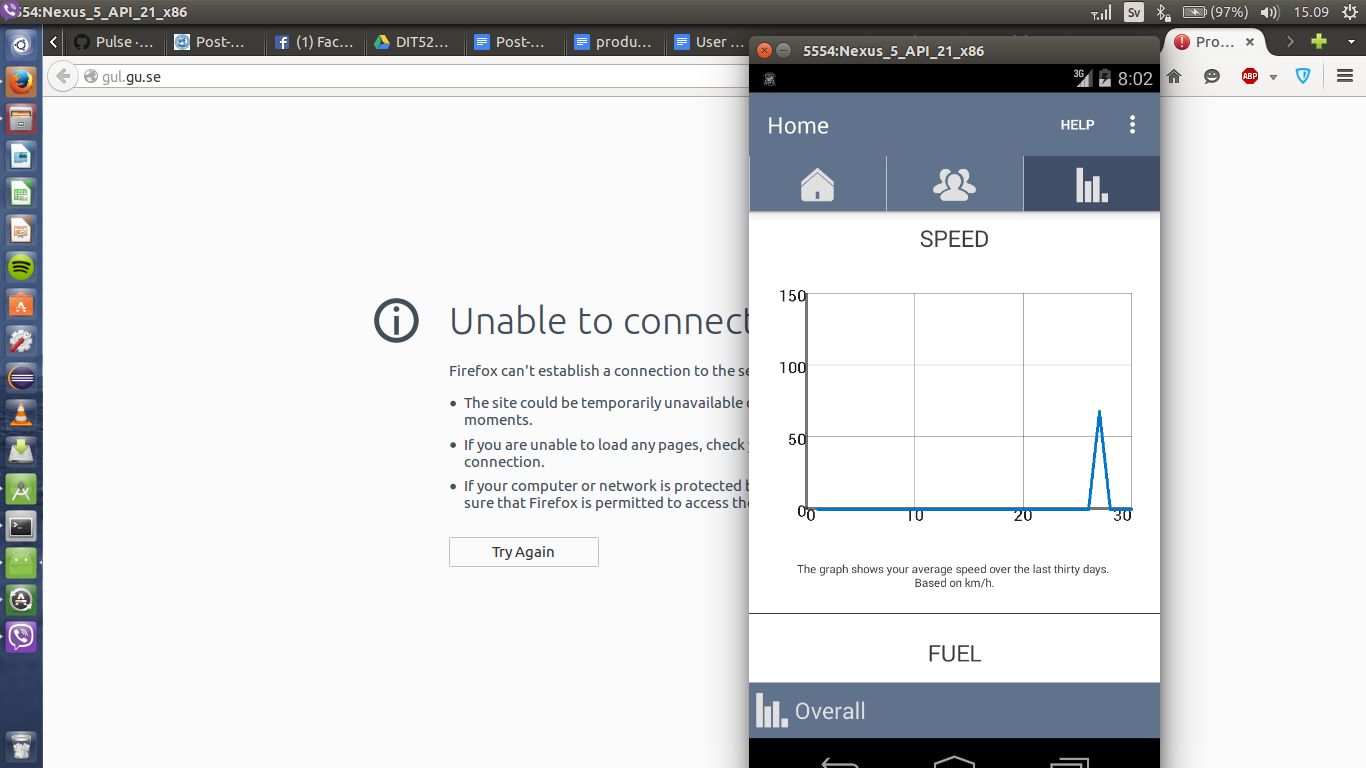 5554:Nexus_5_API_21_x86
Sv
(97%)
15.09
Pulse ·...
Post-...
(1) Fac...
DIT52...
Post-...
produ...
User ...
Pro...
gul.gu.se
ABP
Unable to connect
Firefox can't establish a connection to the se
The site could be temporarily unavailable
moments.
If you are unable to load any pages, check
connection.
If your computer or network is protected
sure that Firefox is permitted to access the
Try Again
5554:Nexus_5_API_21_x86
3G
8:02
Home
HELP
SPEED
150
100
50
0
0
10
20
30
The graph shows your average speed over the last thirty days.
Based on km/h.
FUEL
Overall